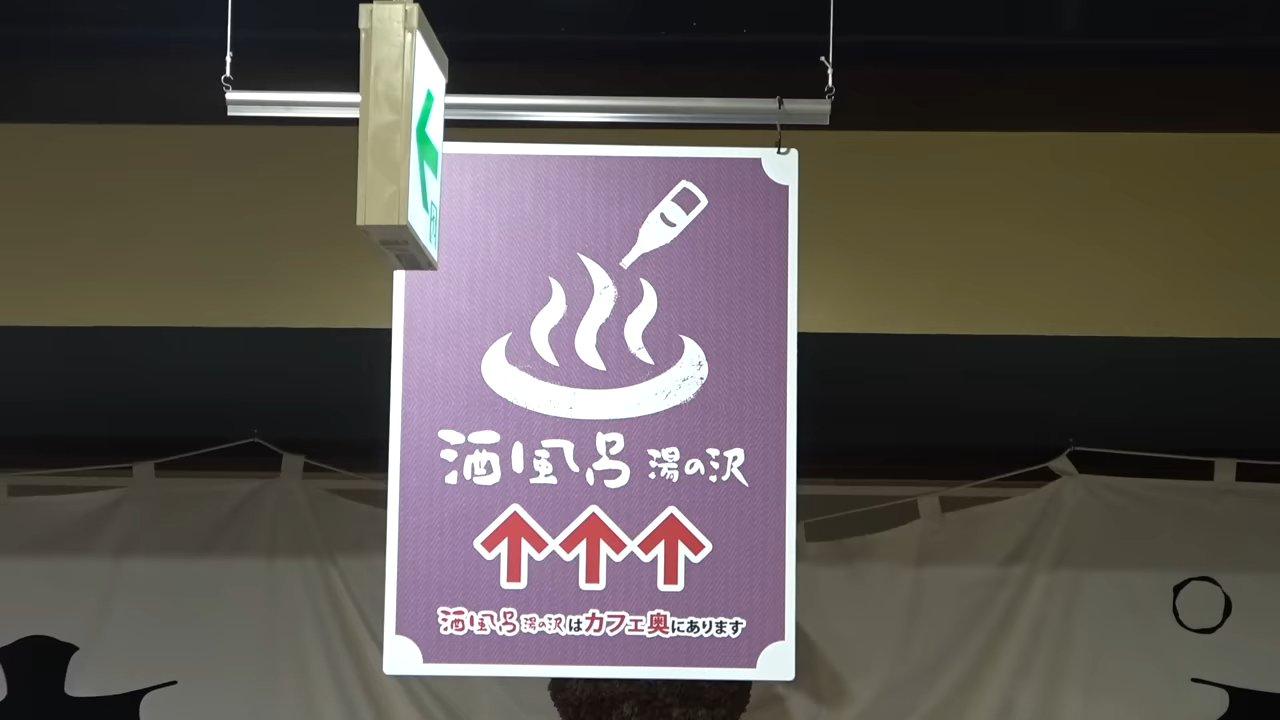 酒風呂 湯の沢
酒風呂 湯の沢はカフェ奥にあります